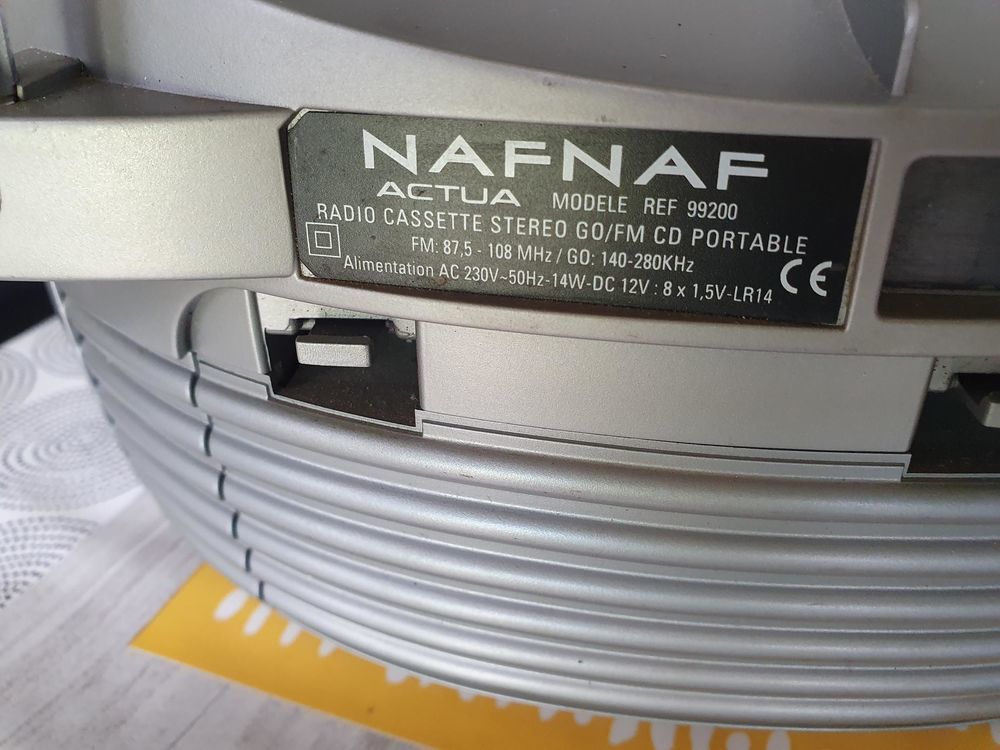 NAFNAF
ACTUA MODELE REF 99200
RADIO CASSETTE STEREO GO/FM CD PORTABLE
FM: 87,5 - 108 MHz / GO: 140-280KHz
Alimentation AC 230V~50Hz-14W-DC 12V : 8 x 1,5V-LR14
CE